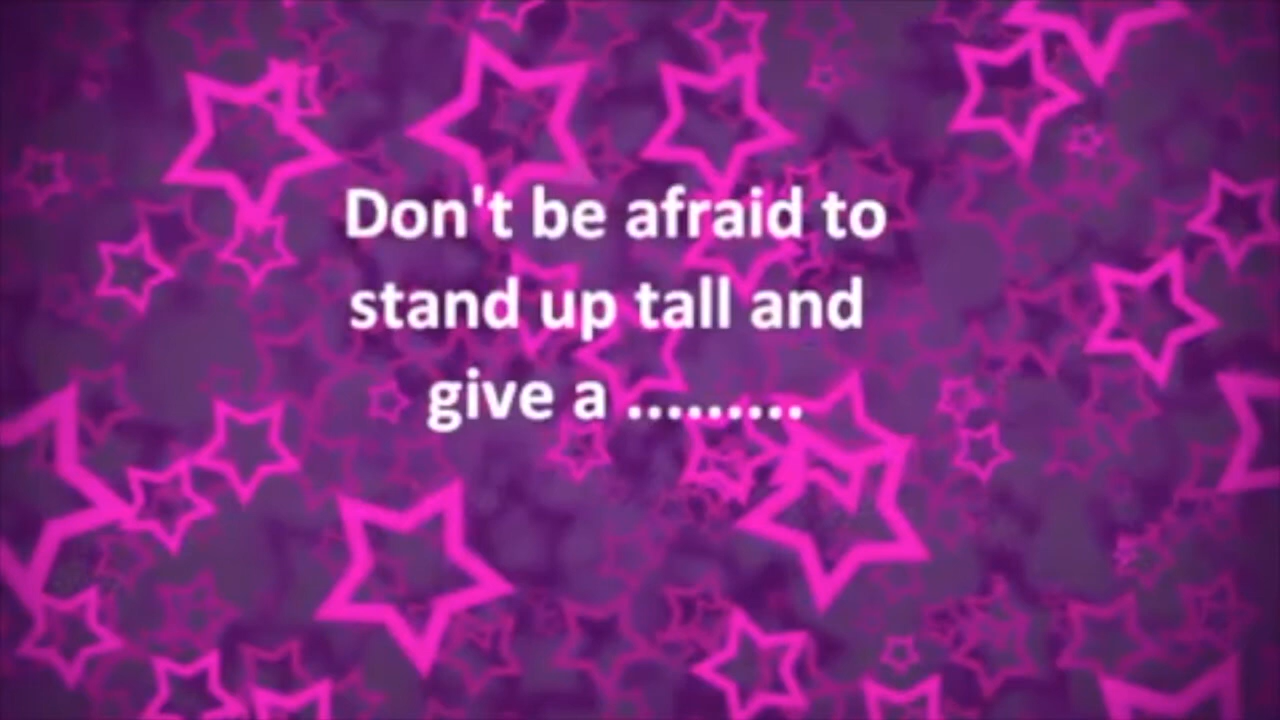 Don't be afraid to
stand up tall and
give a .........